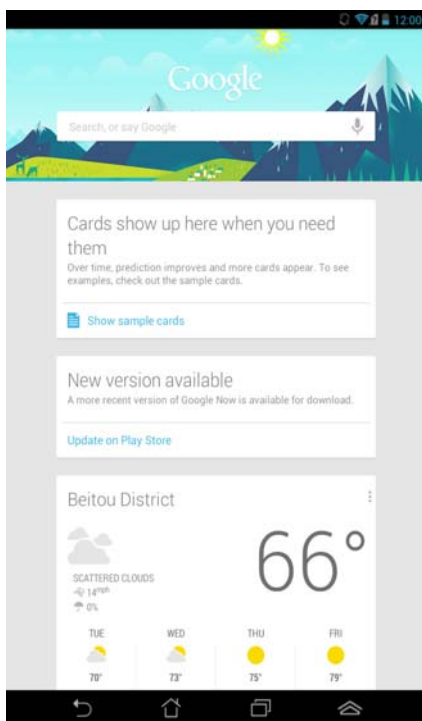 12:00
Google
Search, or say Google
Cards show up here when you need
them
Over time, prediction improves and more cards appear. To see
examples, check out the sample cards.
Show sample cards
New version available
A more recent version of Google Now is available for download.
Update on Play Store
Beitou District
66°
SCATTERED CLOUDS
14mph
0%
TUE WED THU FRI
70° 73° 75° 79°